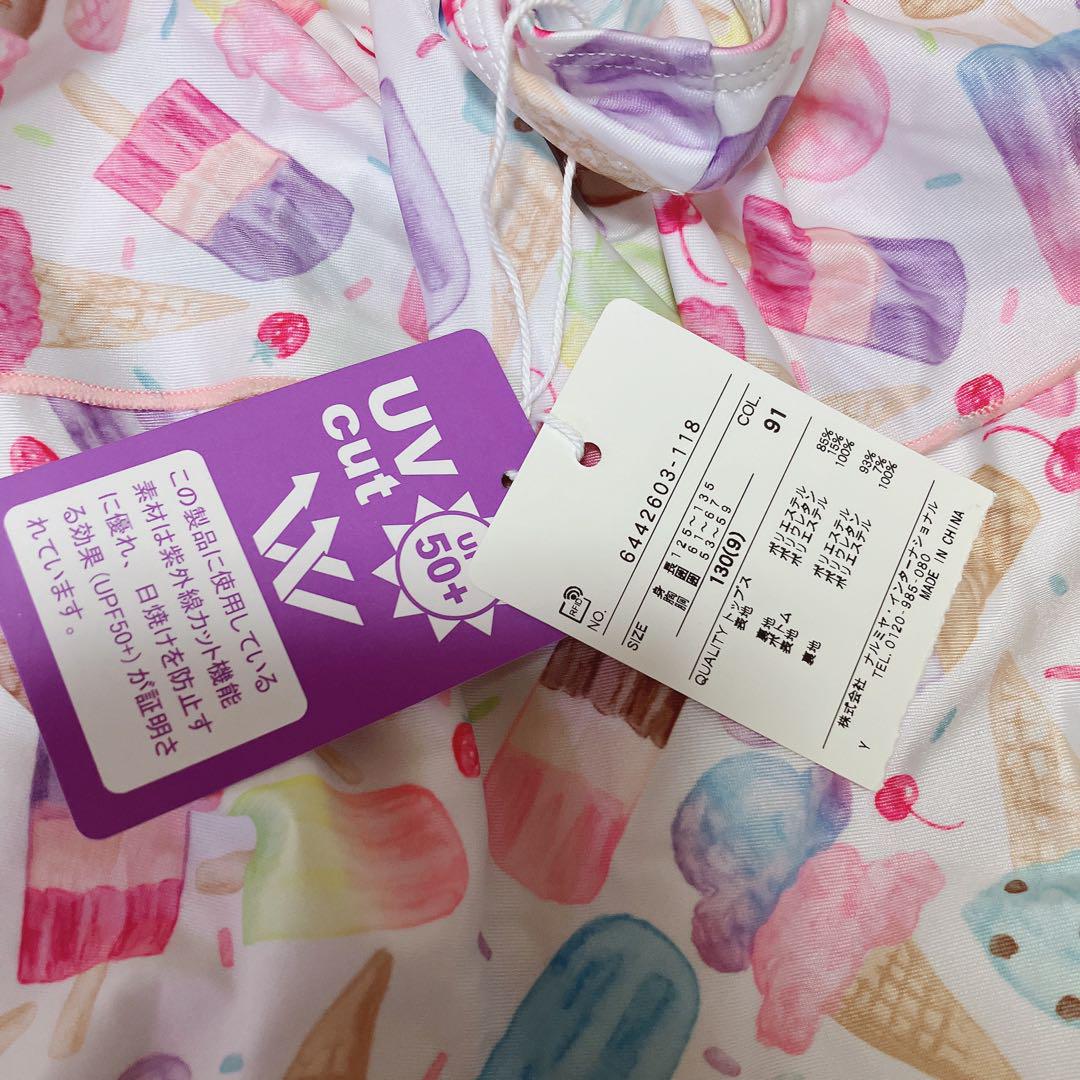 UV
cut
U
50+
この製品に使用している
素材は紫外線カット機能
に優れ、日焼けを防止す
る効果(UPF50+)が証明さ
れています。
RFID
NO.
6442603-118
SIZE
身長 125~135
胸囲 61~67
胴囲 53~59
130(9)
COL.
91
QUALITY トップス
表地 ポリエステル 85%
ポリウレタン 15%
裏地 ポリエステル 100%
ボトム
表地 ポリエステル 93%
ポリウレタン 7%
裏地 ポリエステル 100%
株式会社 ナルミヤ・インターナショナル
TEL. 0120-985-080
MADE IN CHINA
Y